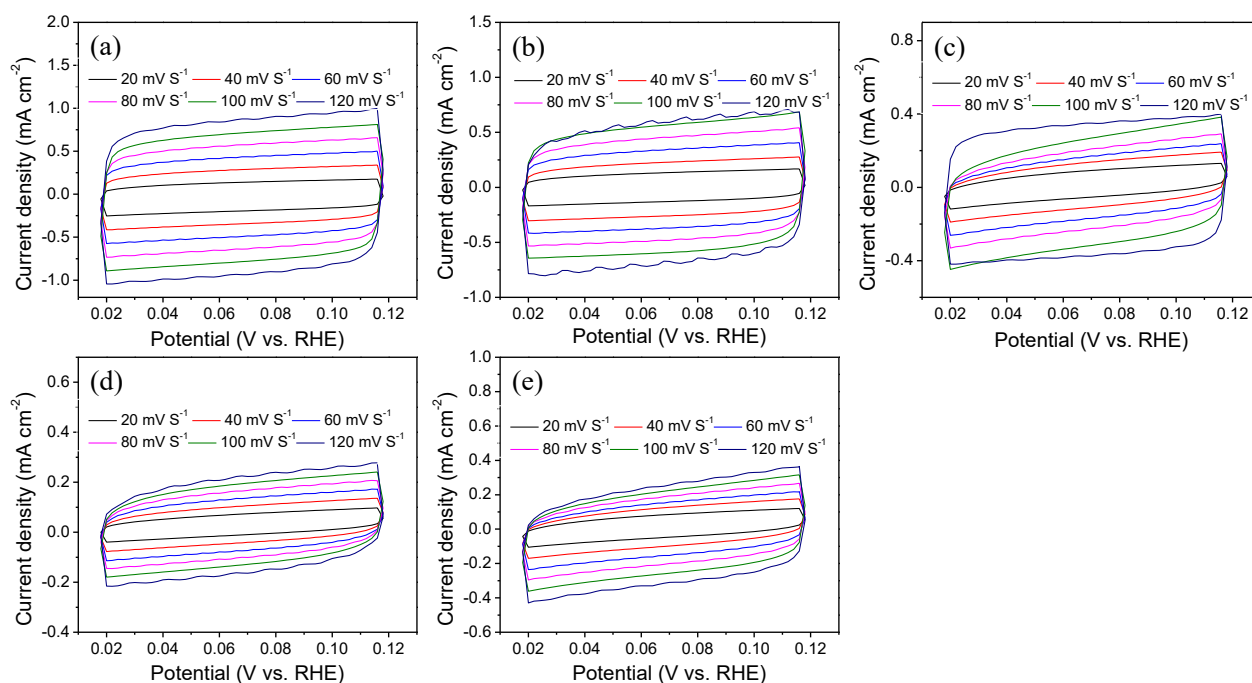 (a)
20 mV S-1 40 mV S-1 60 mV S-1
80 mV S-1 100 mV S-1 120 mV S-1
2.0
1.5
1.0
0.5
0.0
-0.5
-1.0
Current density (mA cm-2)
0.02 0.04 0.06 0.08 0.10 0.12
Potential (V vs. RHE)
(b)
20 mV S-1 40 mV S-1 60 mV S-1
80 mV S-1 100 mV S-1 120 mV S-1
1.5
1.0
0.5
0.0
-0.5
-1.0
Current density (mA cm-2)
0.02 0.04 0.06 0.08 0.10 0.12
Potential (V vs. RHE)
(c)
20 mV S-1 40 mV S-1 60 mV S-1
80 mV S-1 100 mV S-1 120 mV S-1
0.8
0.4
0.0
-0.4
Current density (mA cm-2)
0.02 0.04 0.06 0.08 0.10 0.12
Potential (V vs. RHE)
(d)
20 mV S-1 40 mV S-1 60 mV S-1
80 mV S-1 100 mV S-1 120 mV S-1
0.6
0.4
0.2
0.0
-0.2
-0.4
Current density (mA cm-2)
0.02 0.04 0.06 0.08 0.10 0.12
Potential (V vs. RHE)
(e)
20 mV S-1 40 mV S-1 60 mV S-1
80 mV S-1 100 mV S-1 120 mV S-1
1.0
0.8
0.6
0.4
0.2
0.0
-0.2
-0.4
-0.6
Current density (mA cm-2)
0.02 0.04 0.06 0.08 0.10 0.12
Potential (V vs. RHE)